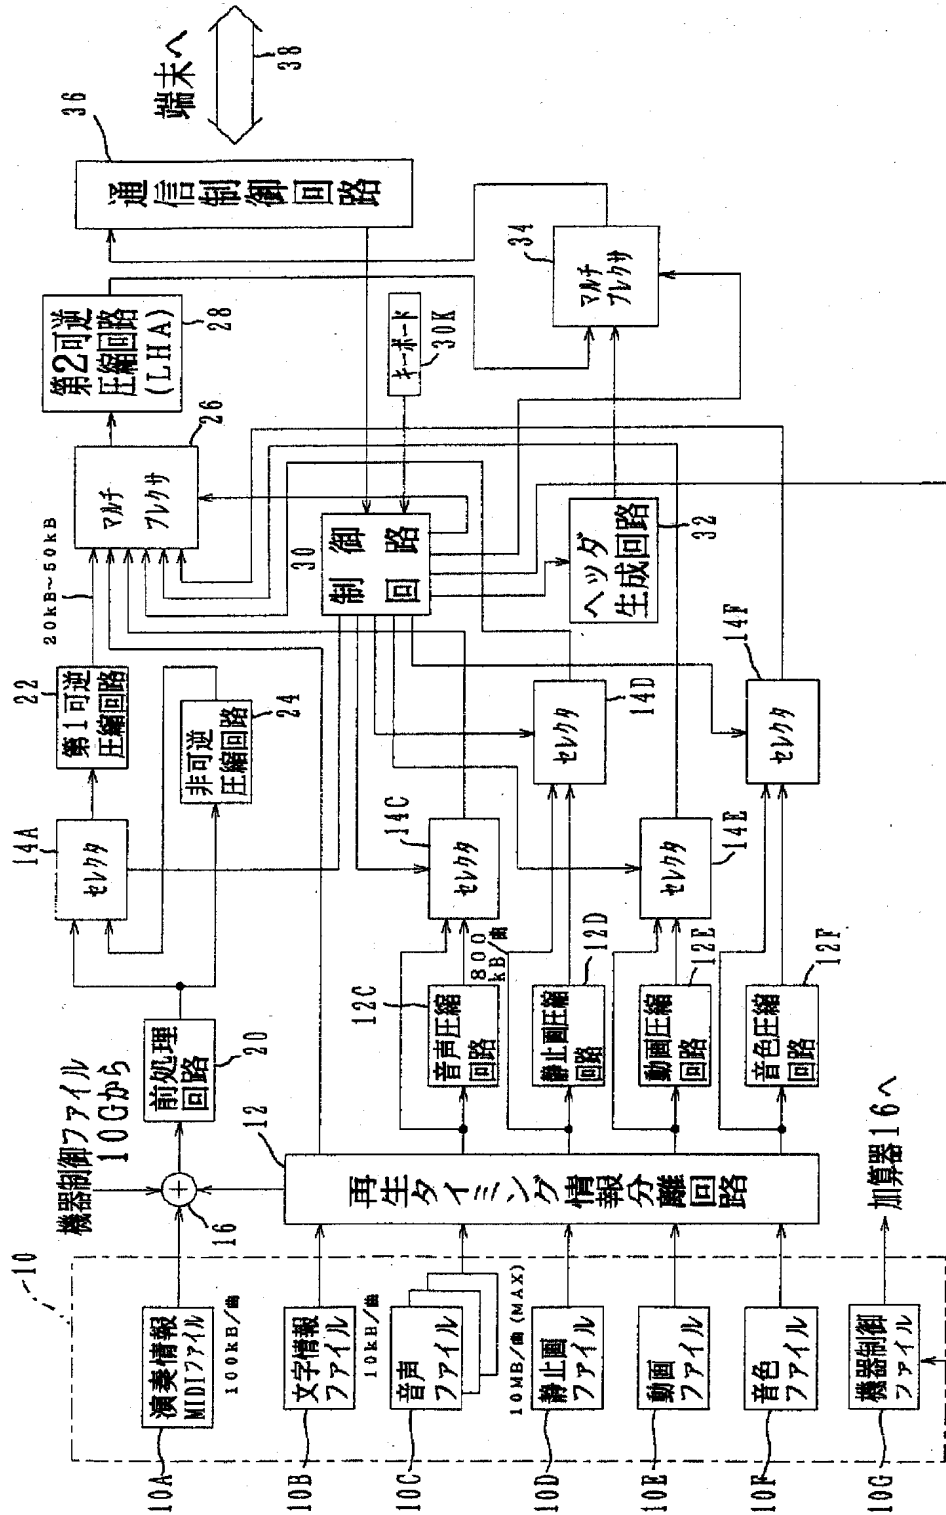 10
10A
演奏情報
MIDIファイル
100kB/曲
10B
文字情報
ファイル
10kB/曲
10C
音声
ファイル
10MB/曲(MAX)
10D
静止画
ファイル
10E
動画
ファイル
10F
音色
ファイル
10G
機器制御
ファイル
加算器16へ
機器制御ファイル
10Gから
16
12
再生タイミング情報分離回路
前処理
回路
20
12C
音声圧縮
回路
800
kB/曲
静止画圧縮
回路
12D
動画圧縮
回路
12E
音色圧縮
回路
12F
14A
セレクタ
非可逆
圧縮回路
24
22
第1可逆
圧縮回路
20kB~50kB
セレクタ
14C
セレクタ
14D
セレクタ
14E
セレクタ
14F
30
制御
回路
キーボード
30K
ヘッダ
生成回路
32
マルチ
プレクサ
26
第2可逆
圧縮回路
(LHA)
28
マルチ
プレクサ
34
通信制御回路
36
端末へ
38